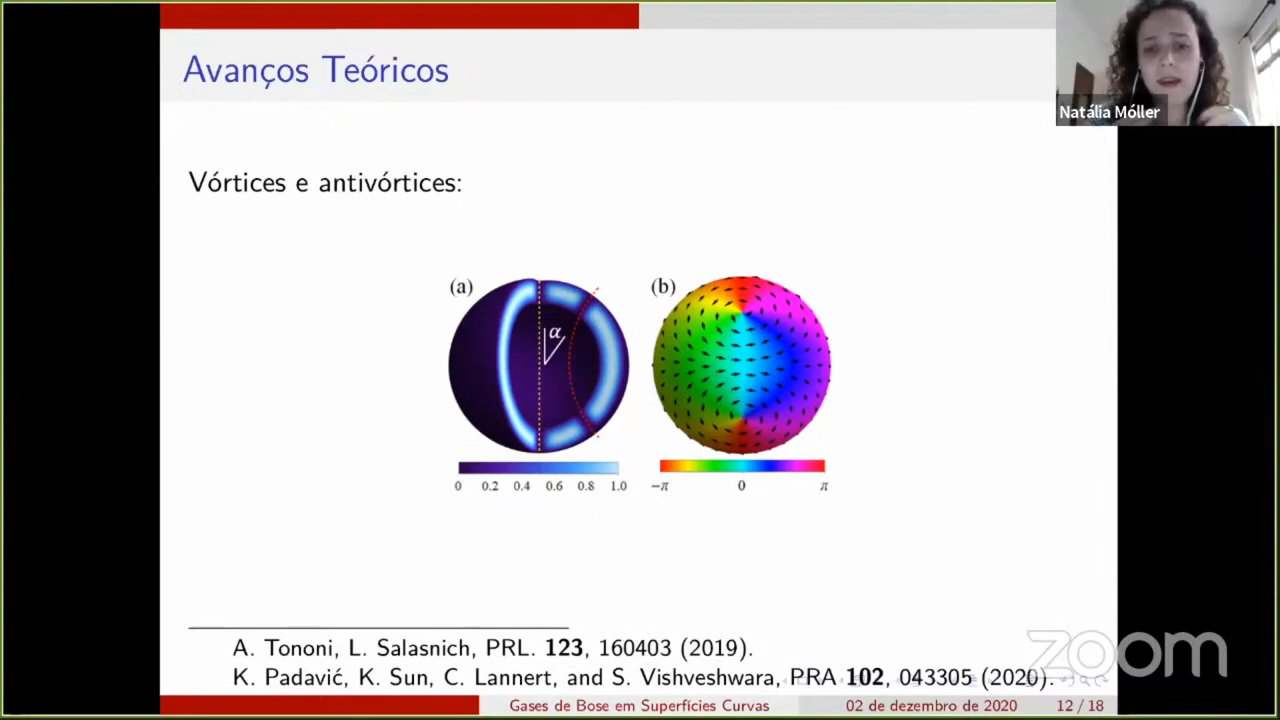 Avanços Teóricos
Natália Móller
Vórtices e antivórtices:
(a)
(b)
α
0 0.2 0.4 0.6 0.8 1.0
−π 0 π
A. Tononi, L. Salasnich, PRL. 123, 160403 (2019).
K. Padavić, K. Sun, C. Lannert, and S. Vishveshwara, PRA 102, 043305 (2020).
zoom
Gases de Bose em Superfícies Curvas 02 de dezembro de 2020 12 / 18